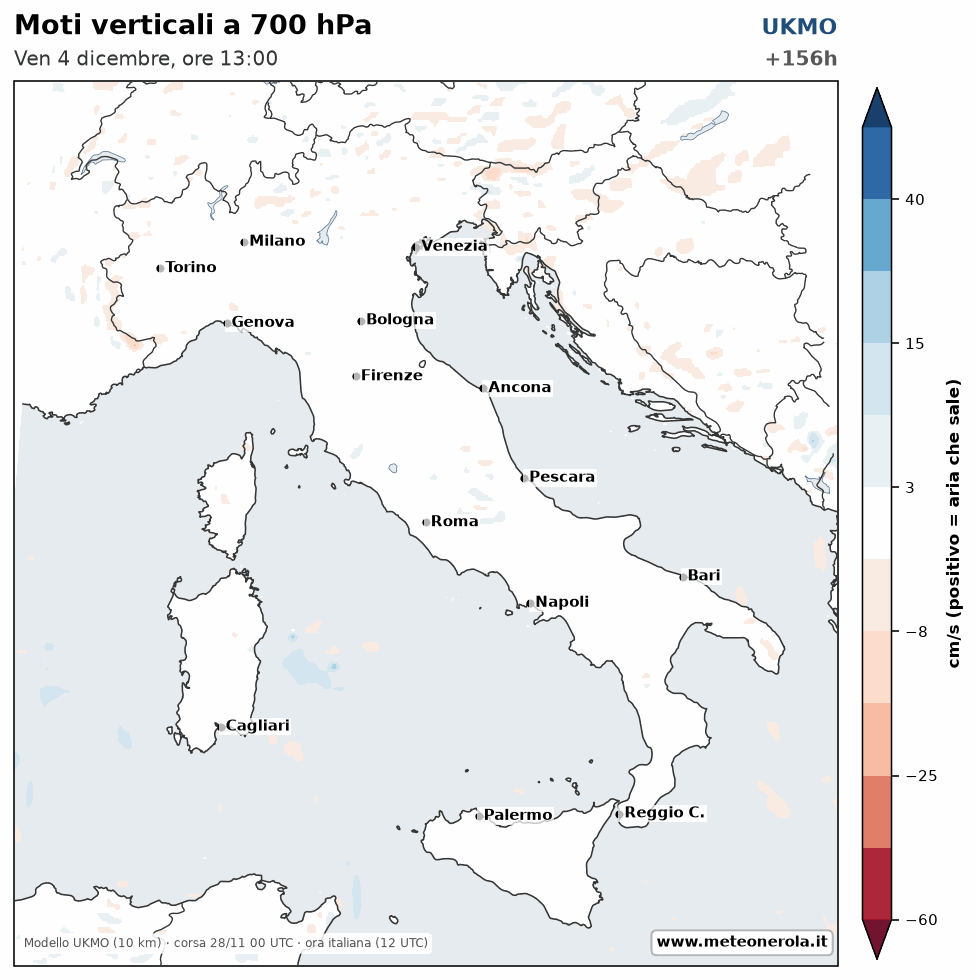 Moti verticali a 700 hPa
UKMO
Ven 4 dicembre, ore 13:00
+156h
Milano
Venezia
Torino
Genova
Bologna
Firenze
Ancona
Pescara
Roma
Bari
Napoli
Cagliari
Palermo
Reggio C.
40
15
3
−8
−25
−60
cm/s (positivo = aria che sale)
Modello UKMO (10 km) · corsa 28/11 00 UTC · ora italiana (12 UTC)
www.meteonerola.it